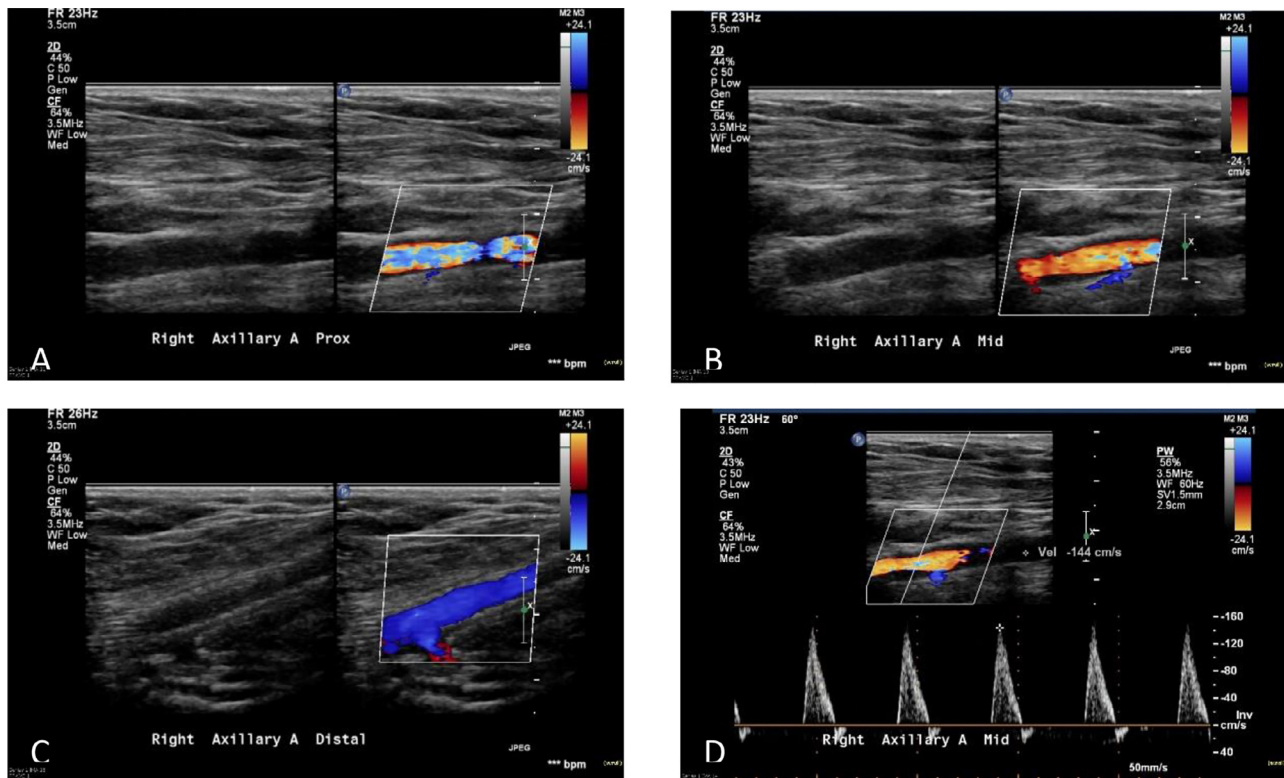 FR 23Hz
3.5cm
M2 M3
+24.1
2D
44%
C 50
P Low
Gen
CF
64%
3.5MHz
WF Low
Med
-24.1
cm/s
P
x
Right Axillary A Prox
JPEG
A
*** bpm
FR 23Hz
3.5cm
M2 M3
+24.1
2D
44%
C 50
P Low
Gen
CF
64%
3.5MHz
WF Low
Med
-24.1
cm/s
x
Right Axillary A Mid
JPEG
B
*** bpm
FR 26Hz
3.5cm
M2 M3
+24.1
2D
44%
C 50
P Low
Gen
CF
64%
3.5MHz
WF Low
Med
-24.1
cm/s
P
x
Right Axillary A Distal
JPEG
C
*** bpm
FR 23Hz 60°
3.5cm
M2 M3
+24.1
2D
43%
C 50
P Low
Gen
CF
64%
3.5MHz
WF Low
Med
P
PW
56%
3.5MHz
WF 60Hz
SV1.5mm
2.9cm
-24.1
cm/s
x
Vel -144 cm/s
-160
-120
-80
-40
Inv
cm/s
40
Right Axillary A Mid
D
50mm/s